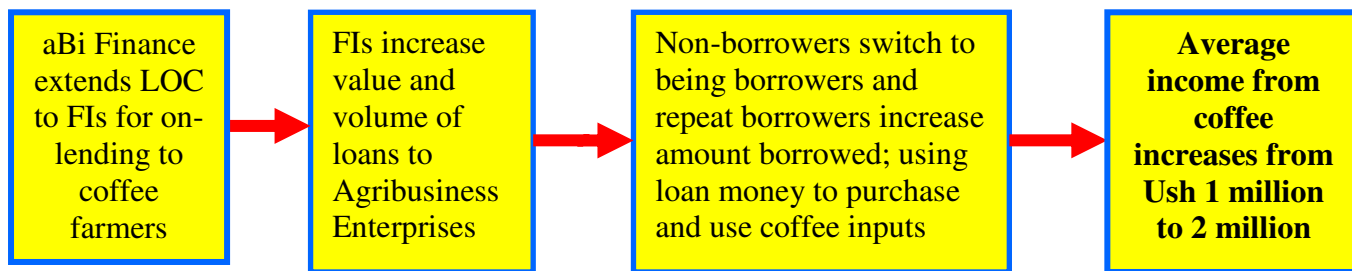 aBi Finance
extends LOC
to FIs for on-
lending to
coffee
farmers
FIs increase
value and
volume of
loans to
Agribusiness
Enterprises
Non-borrowers switch to
being borrowers and
repeat borrowers increase
amount borrowed; using
loan money to purchase
and use coffee inputs
Average
income from
coffee
increases from
Ush 1 million
to 2 million